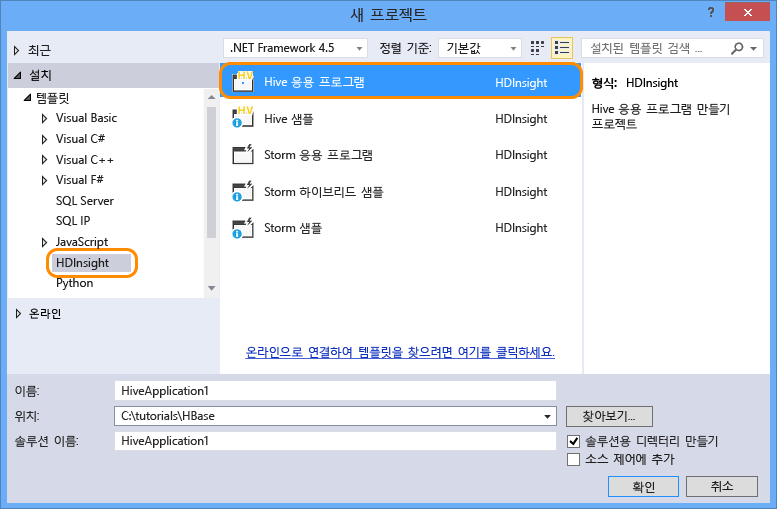 새 프로젝트
?
최근
.NET Framework 4.5
정렬 기준:
기본값
설치된 템플릿 검색 ...
설치
템플릿
Visual Basic
Visual C#
Visual C++
Visual F#
SQL Server
SQL IP
JavaScript
HDInsight
Python
온라인
Hive 응용 프로그램 HDInsight
Hive 샘플 HDInsight
Storm 응용 프로그램 HDInsight
Storm 하이브리드 샘플 HDInsight
Storm 샘플 HDInsight
온라인으로 연결하여 템플릿을 찾으려면 여기를 클릭하세요.
형식: HDInsight
Hive 응용 프로그램 만들기
프로젝트
이름: HiveApplication1
위치: C:\tutorials\HBase 찾아보기...
솔루션 이름: HiveApplication1 솔루션용 디렉터리 만들기
소스 제어에 추가
확인 취소